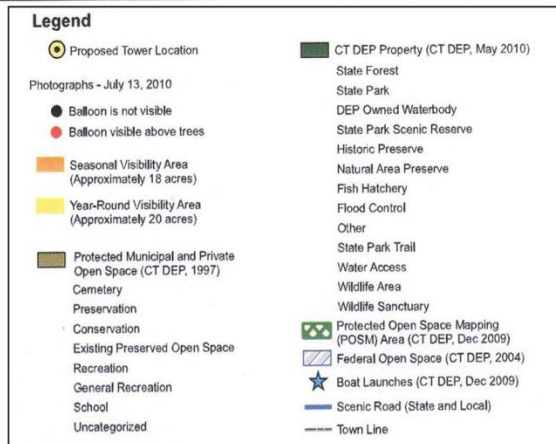 Legend
Proposed Tower Location
Photographs - July 13, 2010
Balloon is not visible
Balloon visible above trees
Seasonal Visibility Area
(Approximately 18 acres)
Year-Round Visibility Area
(Approximately 20 acres)
Protected Municipal and Private
Open Space (CT DEP, 1997)
Cemetery
Preservation
Conservation
Existing Preserved Open Space
Recreation
General Recreation
School
Uncategorized
CT DEP Property (CT DEP, May 2010)
State Forest
State Park
DEP Owned Waterbody
State Park Scenic Reserve
Historic Preserve
Natural Area Preserve
Fish Hatchery
Flood Control
Other
State Park Trail
Water Access
Wildlife Area
Wildlife Sanctuary
Protected Open Space Mapping
(POSM) Area (CT DEP, Dec 2009)
Federal Open Space (CT DEP, 2004)
Boat Launches (CT DEP, Dec 2009)
Scenic Road (State and Local)
Town Line